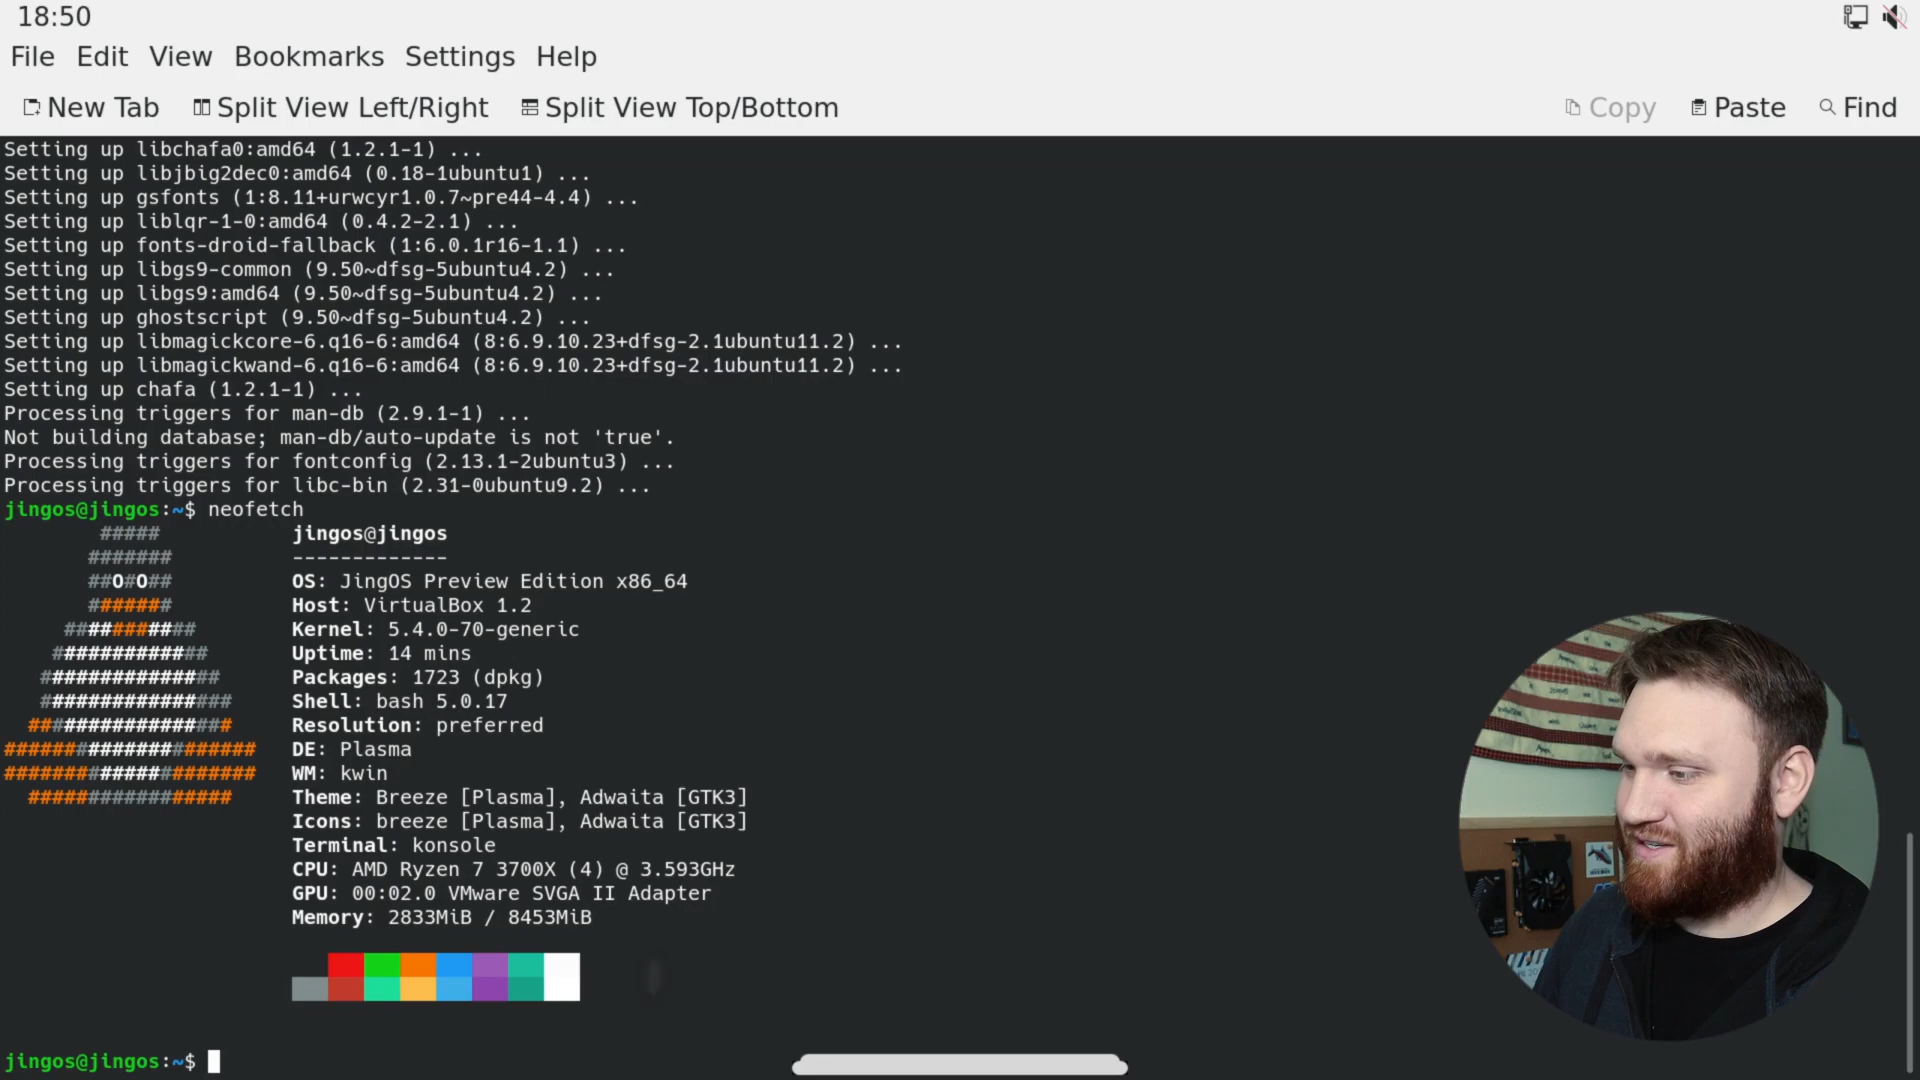 18:50
File Edit View Bookmarks Settings Help
New Tab Split View Left/Right Split View Top/Bottom Copy Paste Find
Setting up libchafa0:amd64 (1.2.1-1) ...
Setting up libjbig2dec0:amd64 (0.18-1ubuntu1) ...
Setting up gsfonts (1:8.11+urwcyr1.0.7~pre44-4.4) ...
Setting up liblqr-1-0:amd64 (0.4.2-2.1) ...
Setting up fonts-droid-fallback (1:6.0.1r16-1.1) ...
Setting up libgs9-common (9.50~dfsg-5ubuntu4.2) ...
Setting up libgs9:amd64 (9.50~dfsg-5ubuntu4.2) ...
Setting up ghostscript (9.50~dfsg-5ubuntu4.2) ...
Setting up libmagickcore-6.q16-6:amd64 (8:6.9.10.23+dfsg-2.1ubuntu11.2) ...
Setting up libmagickwand-6.q16-6:amd64 (8:6.9.10.23+dfsg-2.1ubuntu11.2) ...
Setting up chafa (1.2.1-1) ...
Processing triggers for man-db (2.9.1-1) ...
Not building database; man-db/auto-update is not 'true'.
Processing triggers for fontconfig (2.13.1-2ubuntu3) ...
Processing triggers for libc-bin (2.31-0ubuntu9.2) ...
jingos@jingos:~$ neofetch
##### jingos@jingos
####### -------------
##O#O## OS: JingOS Preview Edition x86_64
####### Host: VirtualBox 1.2
########### Kernel: 5.4.0-70-generic
############# Uptime: 14 mins
############### Packages: 1723 (dpkg)
################ Shell: bash 5.0.17
################# Resolution: preferred
##################### DE: Plasma
##################### WM: kwin
################# Theme: Breeze [Plasma], Adwaita [GTK3]
Icons: breeze [Plasma], Adwaita [GTK3]
Terminal: konsole
CPU: AMD Ryzen 7 3700X (4) @ 3.593GHz
GPU: 00:02.0 VMware SVGA II Adapter
Memory: 2833MiB / 8453MiB
jingos@jingos:~$